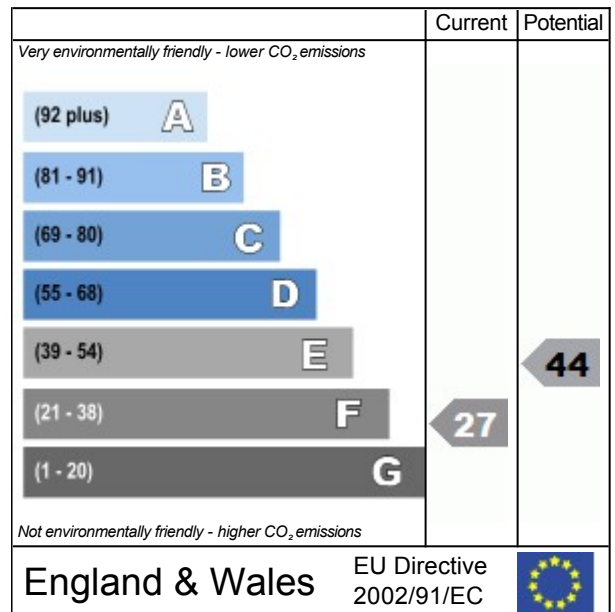 Current Potential
Very environmentally friendly - lower CO₂ emissions
(92 plus) A
(81 - 91) B
(69 - 80) C
(55 - 68) D
(39 - 54) E
44
(21 - 38) F
27
(1 - 20) G
Not environmentally friendly - higher CO₂ emissions
England & Wales
EU Directive
2002/91/EC